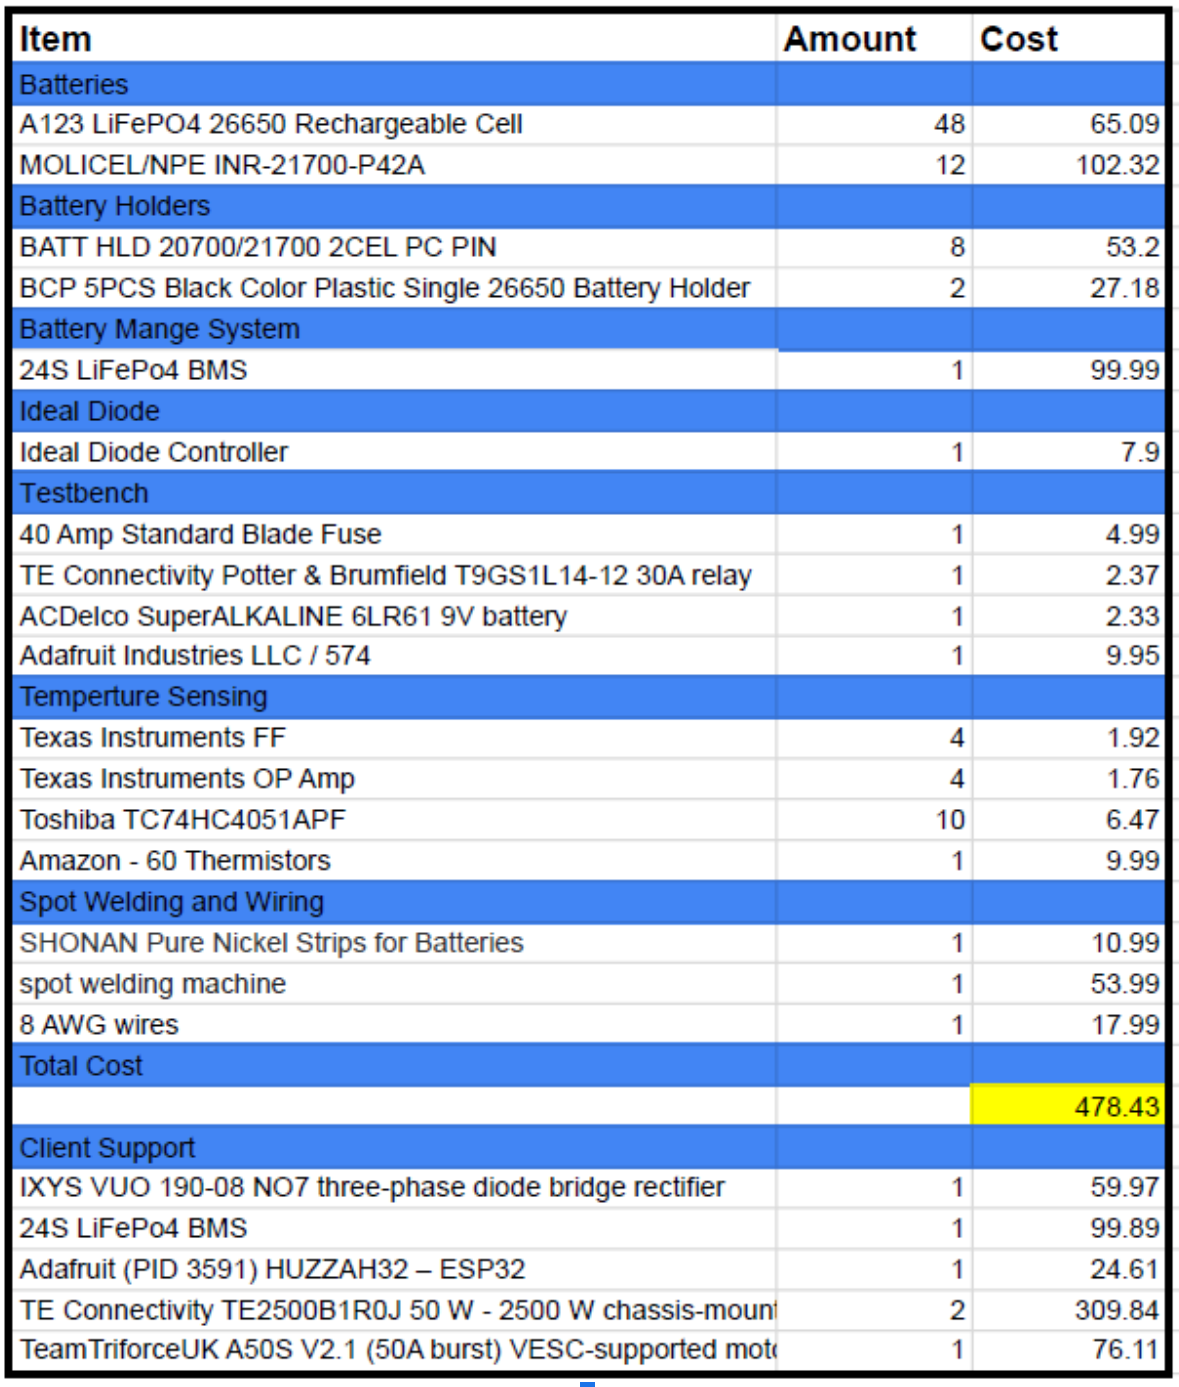 Item Amount Cost
Batteries
A123 LiFePO4 26650 Rechargeable Cell 48 65.09
MOLICEL/NPE INR-21700-P42A 12 102.32
Battery Holders
BATT HLD 20700/21700 2CEL PC PIN 8 53.2
BCP 5PCS Black Color Plastic Single 26650 Battery Holder 2 27.18
Battery Mange System
24S LiFePo4 BMS 1 99.99
Ideal Diode
Ideal Diode Controller 1 7.9
Testbench
40 Amp Standard Blade Fuse 1 4.99
TE Connectivity Potter & Brumfield T9GS1L14-12 30A relay 1 2.37
ACDelco SuperALKALINE 6LR61 9V battery 1 2.33
Adafruit Industries LLC / 574 1 9.95
Temperture Sensing
Texas Instruments FF 4 1.92
Texas Instruments OP Amp 4 1.76
Toshiba TC74HC4051APF 10 6.47
Amazon - 60 Thermistors 1 9.99
Spot Welding and Wiring
SHONAN Pure Nickel Strips for Batteries 1 10.99
spot welding machine 1 53.99
8 AWG wires 1 17.99
Total Cost
478.43
Client Support
IXYS VUO 190-08 NO7 three-phase diode bridge rectifier 1 59.97
24S LiFePo4 BMS 1 99.89
Adafruit (PID 3591) HUZZAH32 – ESP32 1 24.61
TE Connectivity TE2500B1R0J 50 W - 2500 W chassis-mount 2 309.84
TeamTriforceUK A50S V2.1 (50A burst) VESC-supported moto 1 76.11